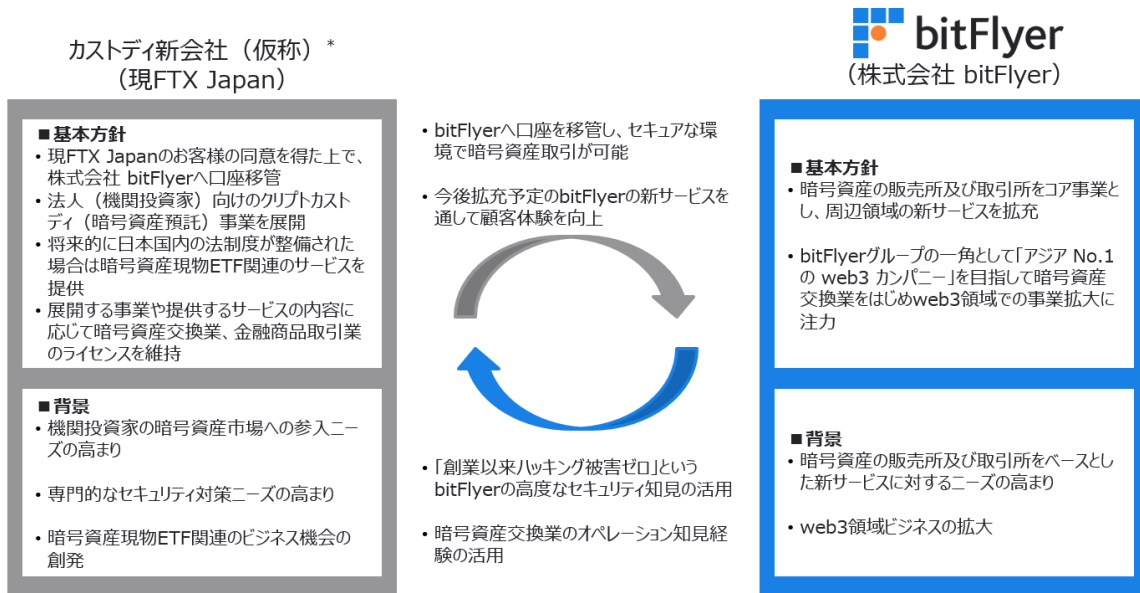 カストディ新会社（仮称）*
（現FTX Japan）
■基本方針
• 現FTX Japanのお客様の同意を得た上で、
株式会社 bitFlyerへ口座移管
• 法人（機関投資家）向けのクリプトカスト
ディ（暗号資産預託）事業を展開
• 将来的に日本国内の法制度が整備された
場合は暗号資産現物ETF関連のサービスを
提供
• 展開する事業や提供するサービスの内容に
応じて暗号資産交換業、金融商品取引業
のライセンスを維持
■背景
• 機関投資家の暗号資産市場への参入ニー
ズの高まり
• 専門的なセキュリティ対策ニーズの高まり
• 暗号資産現物ETF関連のビジネス機会の
創発
• bitFlyerへ口座を移管し、セキュアな環
境で暗号資産取引が可能
• 今後拡充予定のbitFlyerの新サービスを
通して顧客体験を向上
• 「創業以来ハッキング被害ゼロ」という
bitFlyerの高度なセキュリティ知見の活用
• 暗号資産交換業のオペレーション知見経
験の活用
bitFlyer
（株式会社 bitFlyer）
■基本方針
• 暗号資産の販売所及び取引所をコア事業と
し、周辺領域の新サービスを拡充
• bitFlyerグループの一角として「アジア No.1
の web3 カンパニー」を目指して暗号資産
交換業をはじめweb3領域での事業拡大に
注力
■背景
• 暗号資産の販売所及び取引所をベースとし
た新サービスに対するニーズの高まり
• web3領域ビジネスの拡大